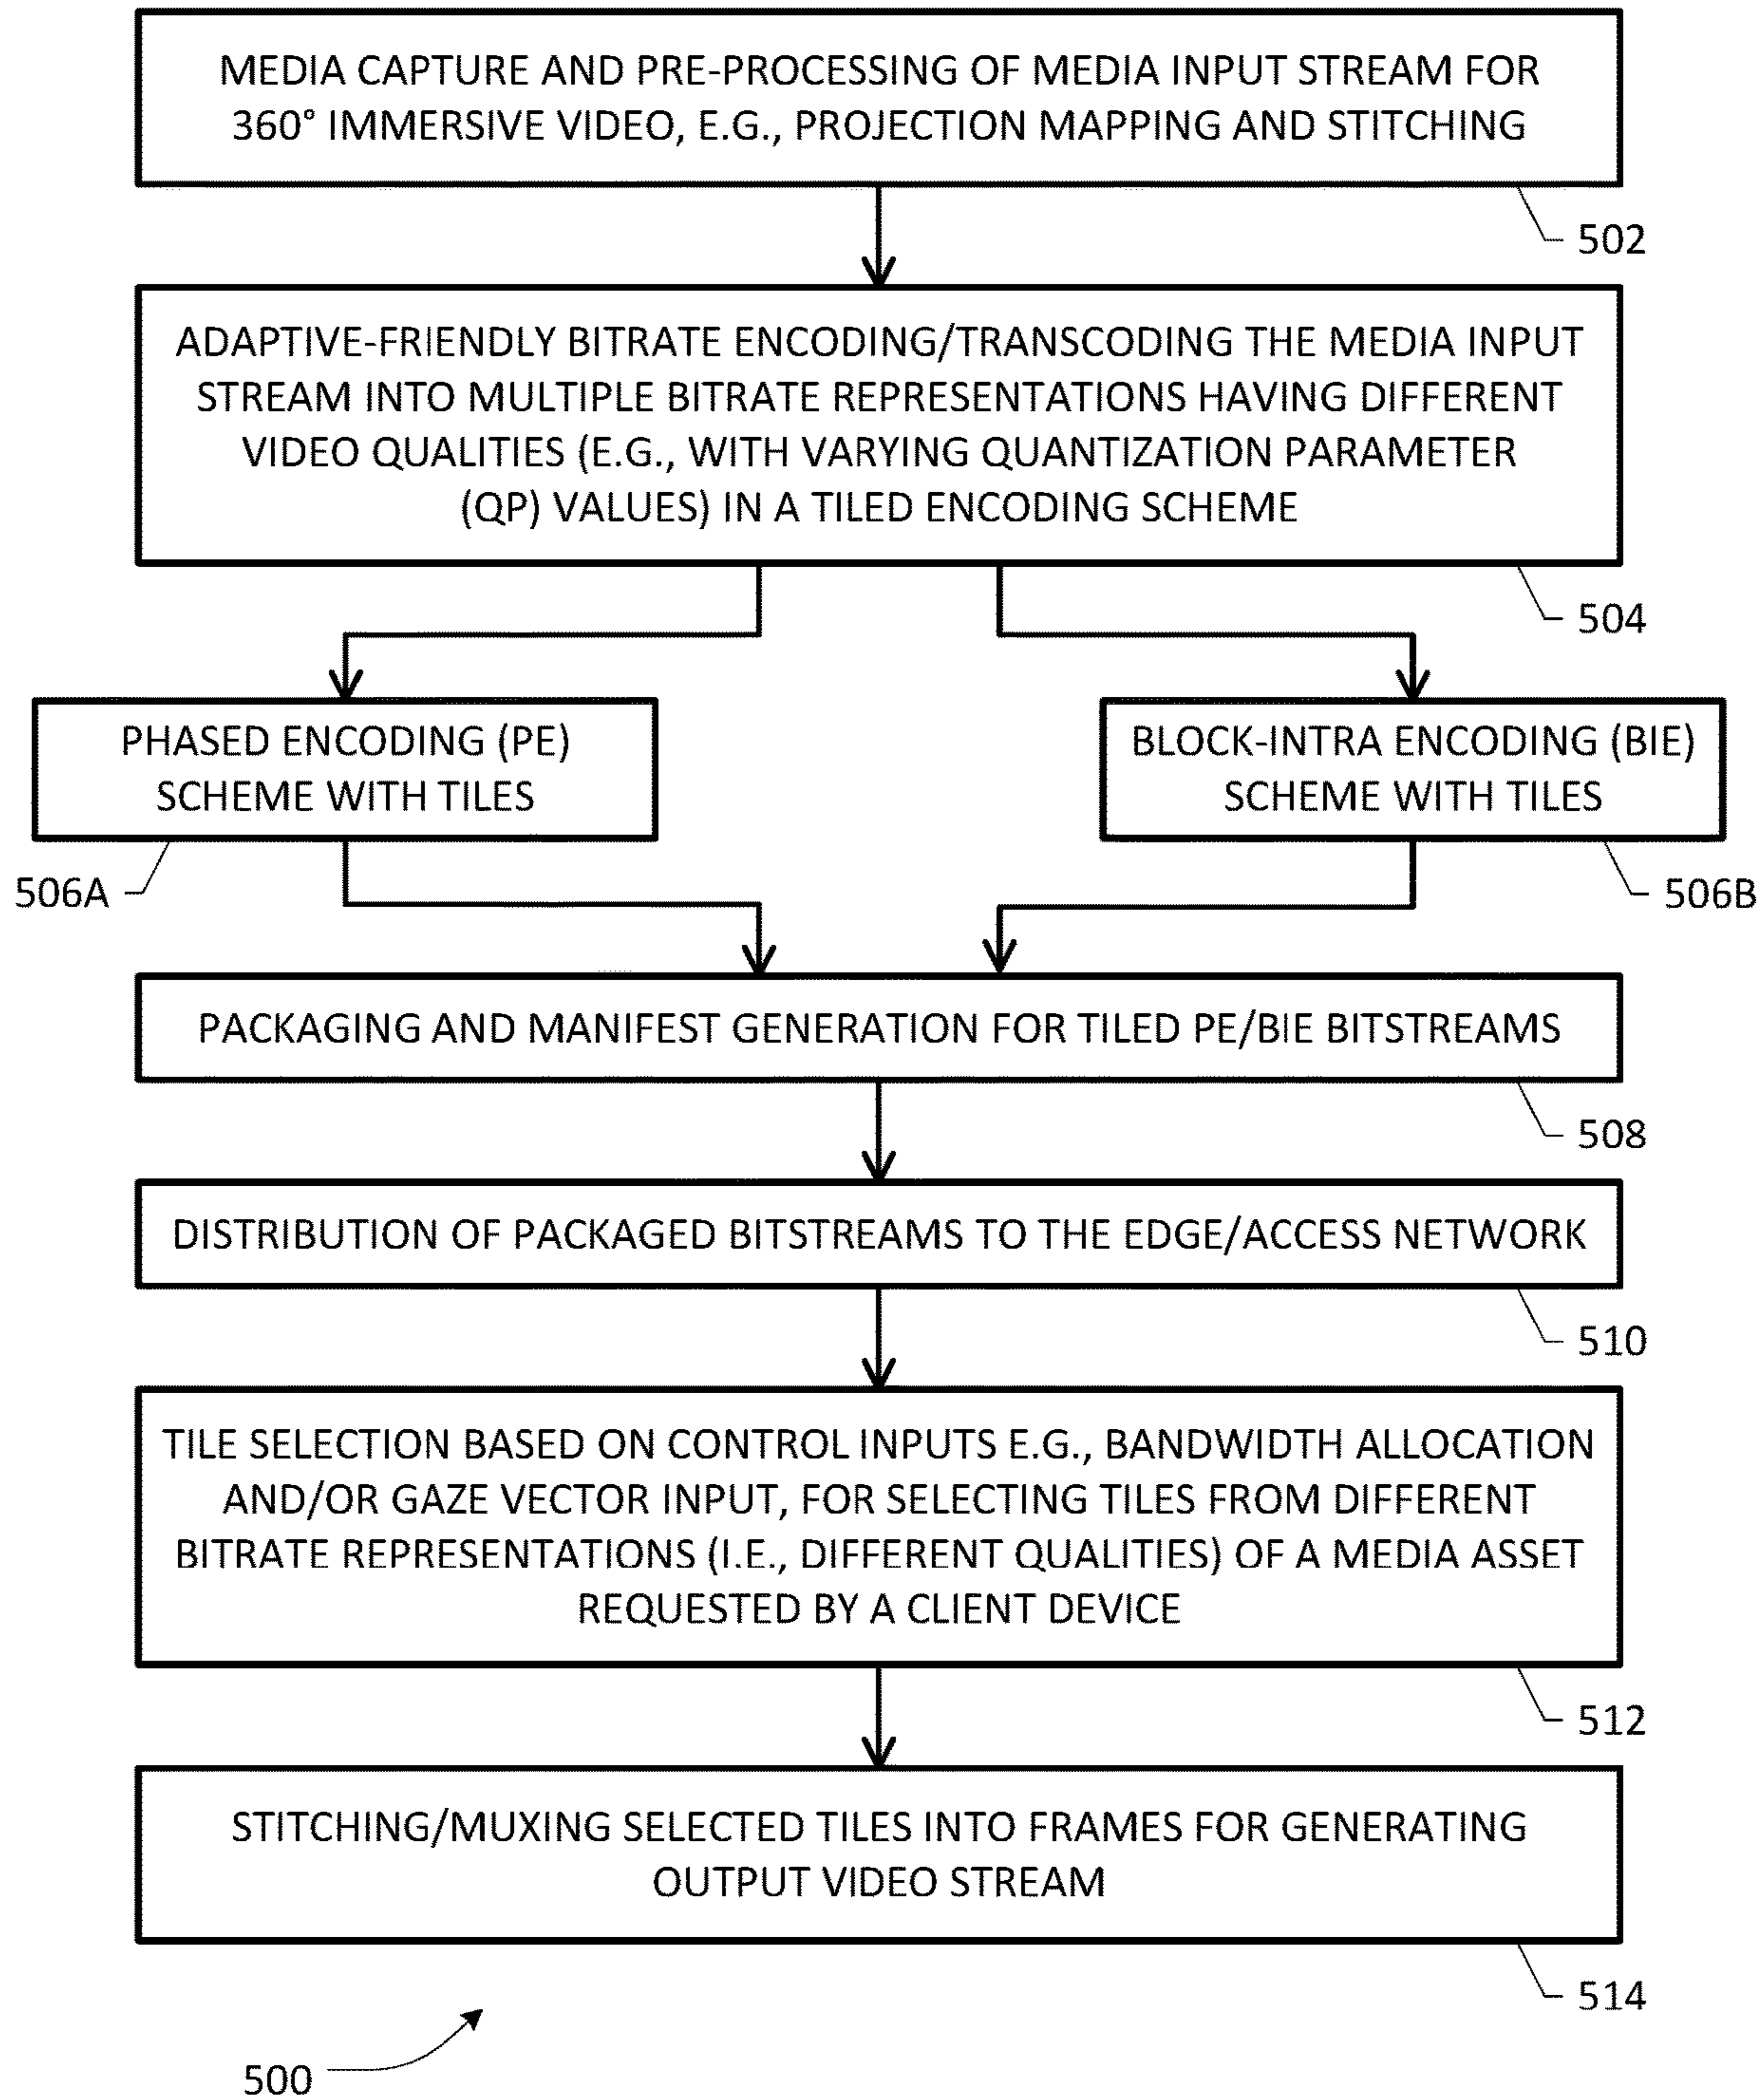 MEDIA CAPTURE AND PRE-PROCESSING OF MEDIA INPUT STREAM FOR
360° IMMERSIVE VIDEO, E.G., PROJECTION MAPPING AND STITCHING
502
ADAPTIVE-FRIENDLY BITRATE ENCODING/TRANSCODING THE MEDIA INPUT
STREAM INTO MULTIPLE BITRATE REPRESENTATIONS HAVING DIFFERENT
VIDEO QUALITIES (E.G., WITH VARYING QUANTIZATION PARAMETER
(QP) VALUES) IN A TILED ENCODING SCHEME
504
PHASED ENCODING (PE)
SCHEME WITH TILES
506A
BLOCK-INTRA ENCODING (BIE)
SCHEME WITH TILES
506B
PACKAGING AND MANIFEST GENERATION FOR TILED PE/BIE BITSTREAMS
508
DISTRIBUTION OF PACKAGED BITSTREAMS TO THE EDGE/ACCESS NETWORK
510
TILE SELECTION BASED ON CONTROL INPUTS E.G., BANDWIDTH ALLOCATION
AND/OR GAZE VECTOR INPUT, FOR SELECTING TILES FROM DIFFERENT
BITRATE REPRESENTATIONS (I.E., DIFFERENT QUALITIES) OF A MEDIA ASSET
REQUESTED BY A CLIENT DEVICE
512
STITCHING/MUXING SELECTED TILES INTO FRAMES FOR GENERATING
OUTPUT VIDEO STREAM
514
500